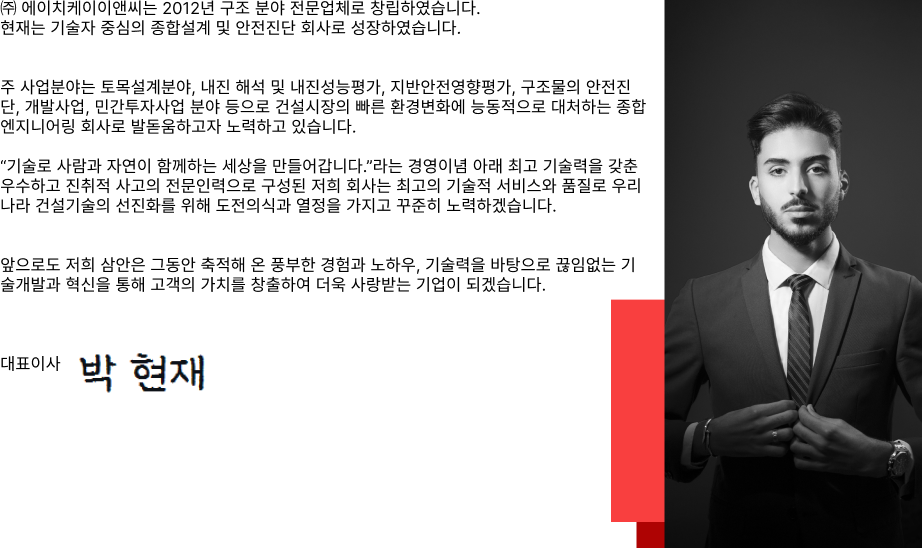 ㈜ 에이치케이이앤씨는 2012년 구조 분야 전문업체로 창립하였습니다.
현재는 기술자 중심의 종합설계 및 안전진단 회사로 성장하였습니다.
주 사업분야는 토목설계분야, 내진 해석 및 내진성능평가, 지반안전영향평가, 구조물의 안전진
단, 개발사업, 민간투자사업 분야 등으로 건설시장의 빠른 환경변화에 능동적으로 대처하는 종합
엔지니어링 회사로 발돋움하고자 노력하고 있습니다.
“기술로 사람과 자연이 함께하는 세상을 만들어갑니다.”라는 경영이념 아래 최고 기술력을 갖춘
우수하고 진취적 사고의 전문인력으로 구성된 저희 회사는 최고의 기술적 서비스와 품질로 우리
나라 건설기술의 선진화를 위해 도전의식과 열정을 가지고 꾸준히 노력하겠습니다.
앞으로도 저희 삼안은 그동안 축적해 온 풍부한 경험과 노하우, 기술력을 바탕으로 끊임없는 기
술개발과 혁신을 통해 고객의 가치를 창출하여 더욱 사랑받는 기업이 되겠습니다.
대표이사 박 현재